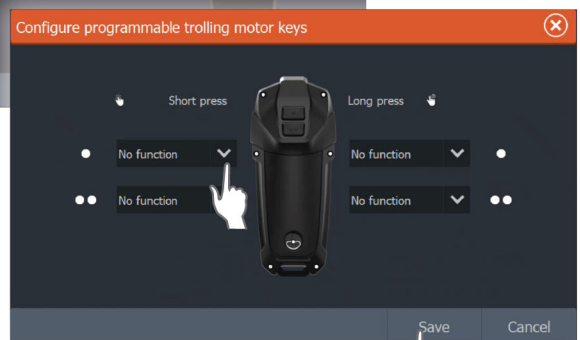 Configure programmable trolling motor keys
Short press
Long press
No function
No function
No function
No function
Save
Cancel